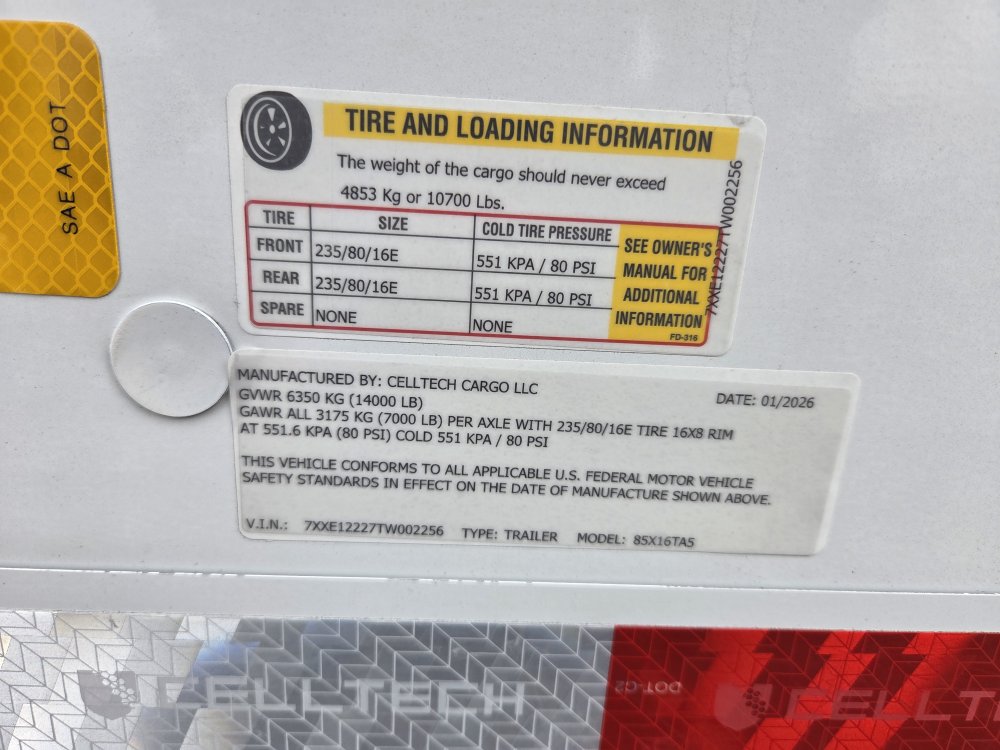 SAE A DOT
TIRE AND LOADING INFORMATION
The weight of the cargo should never exceed
4853 Kg or 10700 Lbs.
TIRE SIZE COLD TIRE PRESSURE
FRONT 235/80/16E 551 KPA / 80 PSI
REAR 235/80/16E 551 KPA / 80 PSI
SPARE NONE NONE
SEE OWNER'S
MANUAL FOR
ADDITIONAL
INFORMATION
FD-316
7XXE12227TW002256
MANUFACTURED BY: CELLTECH CARGO LLC DATE: 01/2026
GVWR 6350 KG (14000 LB)
GAWR ALL 3175 KG (7000 LB) PER AXLE WITH 235/80/16E TIRE 16X8 RIM
AT 551.6 KPA (80 PSI) COLD 551 KPA / 80 PSI
THIS VEHICLE CONFORMS TO ALL APPLICABLE U.S. FEDERAL MOTOR VEHICLE
SAFETY STANDARDS IN EFFECT ON THE DATE OF MANUFACTURE SHOWN ABOVE.
V.I.N.: 7XXE12227TW002256 TYPE: TRAILER MODEL: 85X16TA5
CELLTECH DOT-C2 CELLT